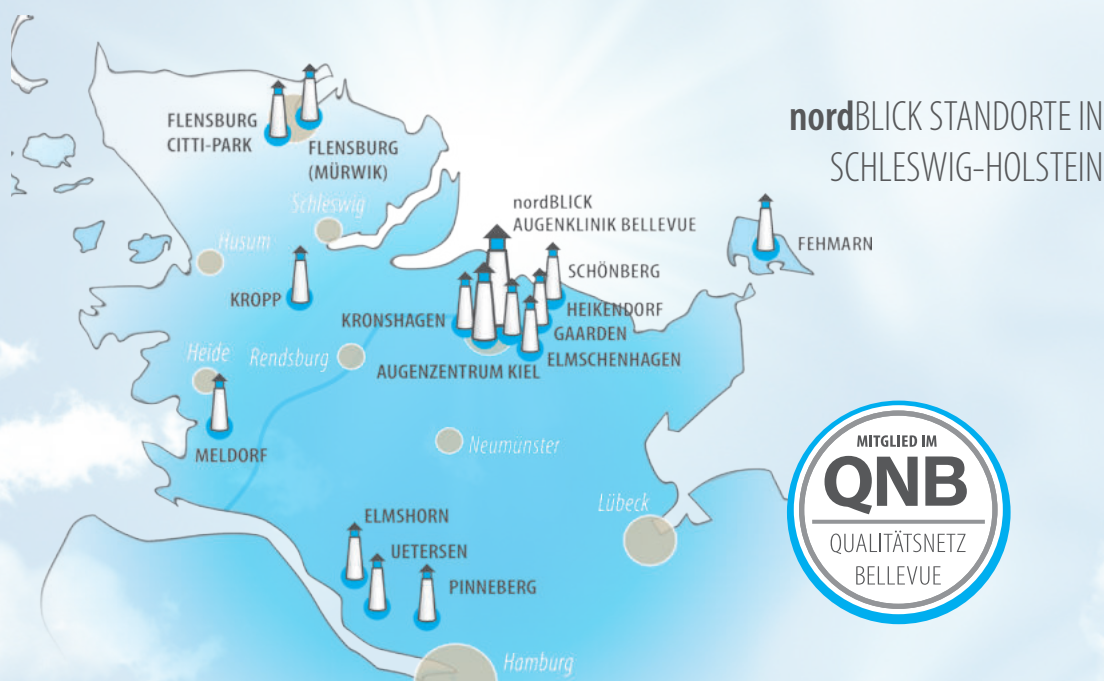 nordBLICK STANDORTE IN
SCHLESWIG-HOLSTEIN
FLENSBURG
CITTI-PARK
FLENSBURG
(MÜRWIK)
Schleswig
nordBLICK
AUGENKLINIK BELLEVUE
FEHMARN
Husum
SCHÖNBERG
KROPP
HEIKENDORF
KRONSHAGEN
GAARDEN
ELMSCHENHAGEN
Heide
Rendsburg
AUGENZENTRUM KIEL
MELDORF
Neumünster
MITGLIED IM
QNB
QUALITÄTSNETZ
BELLEVUE
Lübeck
ELMSHORN
UETERSEN
PINNEBERG
Hamburg